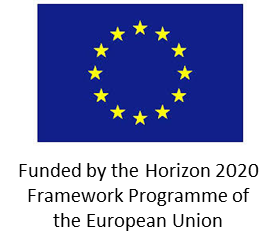 Funded by the Horizon 2020
Framework Programme of
the European Union